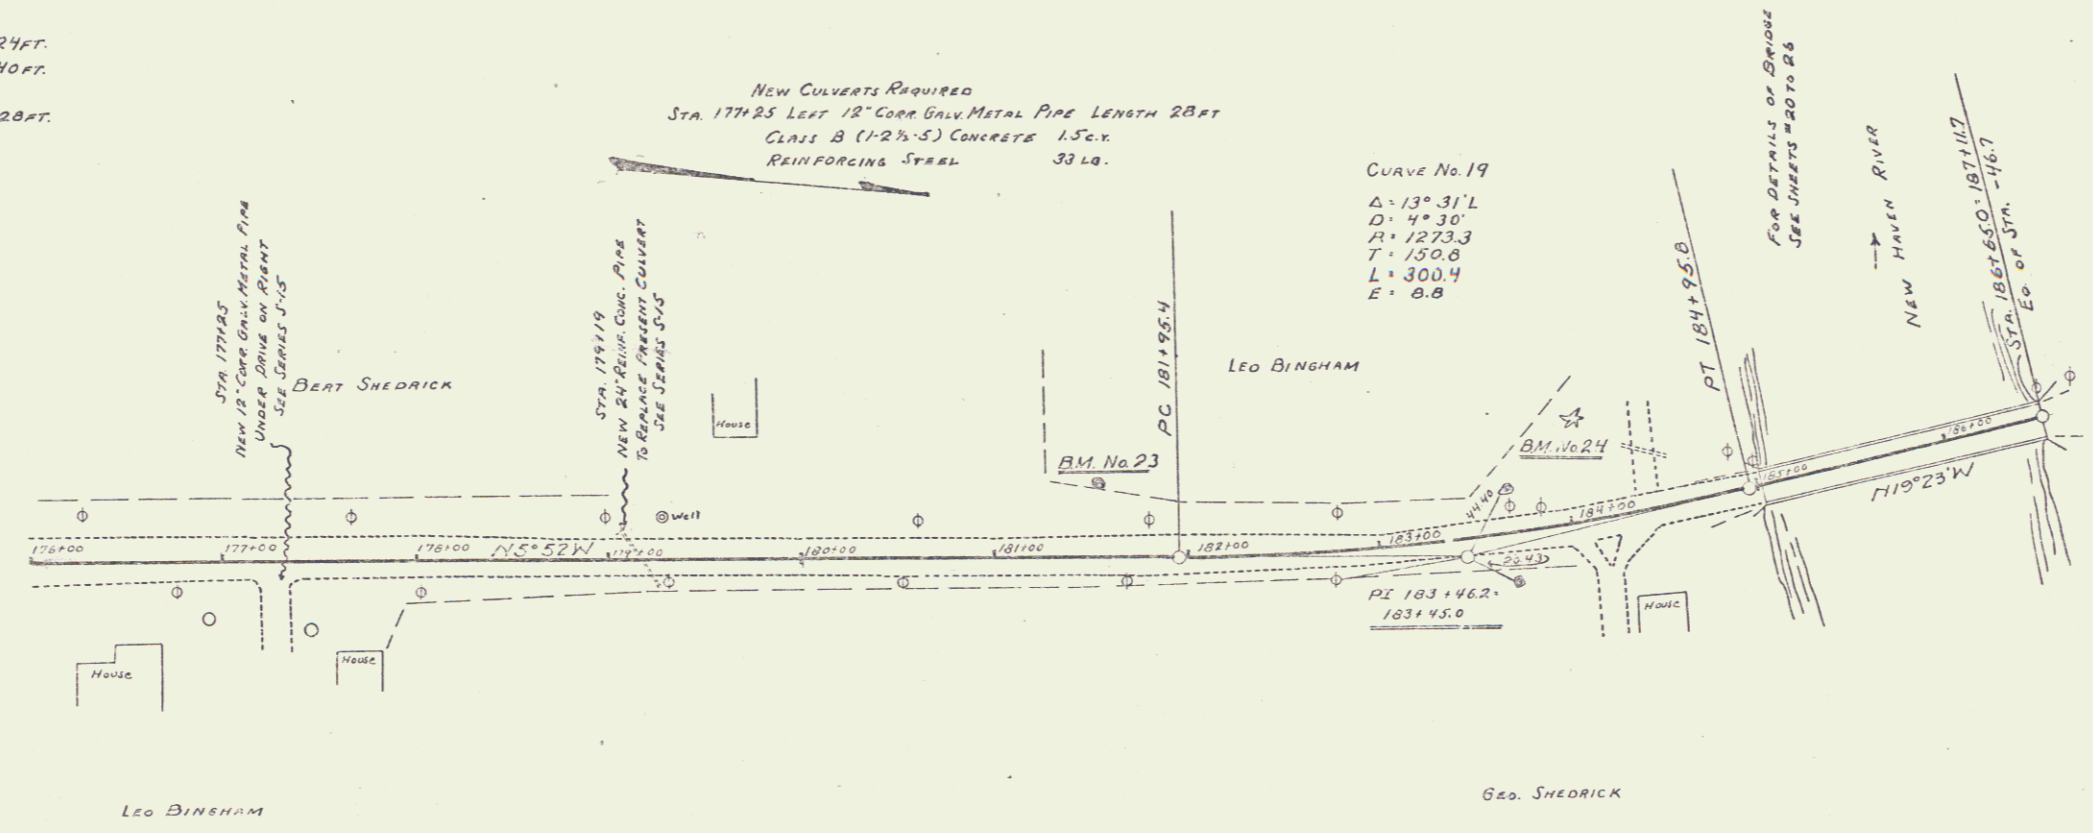 24FT.
40FT.
28FT.
NEW CULVERTS REQUIRED
STA. 177+25 LEFT 12" CORR. GALV. METAL PIPE LENGTH 28FT
CLASS B (1-2½-5) CONCRETE 1.5 C.Y.
REINFORCING STEEL 33 LB.
CURVE No. 19
Δ = 13° 31' L
D = 4° 30'
R = 1273.3
T = 150.8
L = 300.4
E = 8.8
FOR DETAILS OF BRIDGE
SEE SHEETS #20 TO 26
NEW HAVEN RIVER
STA. 186+65.0 = 187+11.7
EQ. OF STA. -46.7
STA. 177+25
NEW 12" CORR. GALV. METAL PIPE
UNDER DRIVE ON RIGHT
SEE SERIES S-15
BERT SHEDRICK
STA. 179+19
NEW 24" REINF. CONC. PIPE
TO REPLACE PRESENT CULVERT
SEE SERIES S-15
House
PC 181+95.4
LEO BINGHAM
PT 184+95.8
B.M. No. 23
B.M. No. 24
Well
44.40
176+00
177+00
178+00
N5°52'W
179+00
180+00
181+00
182+00
183+00
184+00
185+00
186+00
N19°23'W
23.43
PI 183+46.2=
183+45.0
House
House
House
LEO BINGHAM
GEO. SHEDRICK